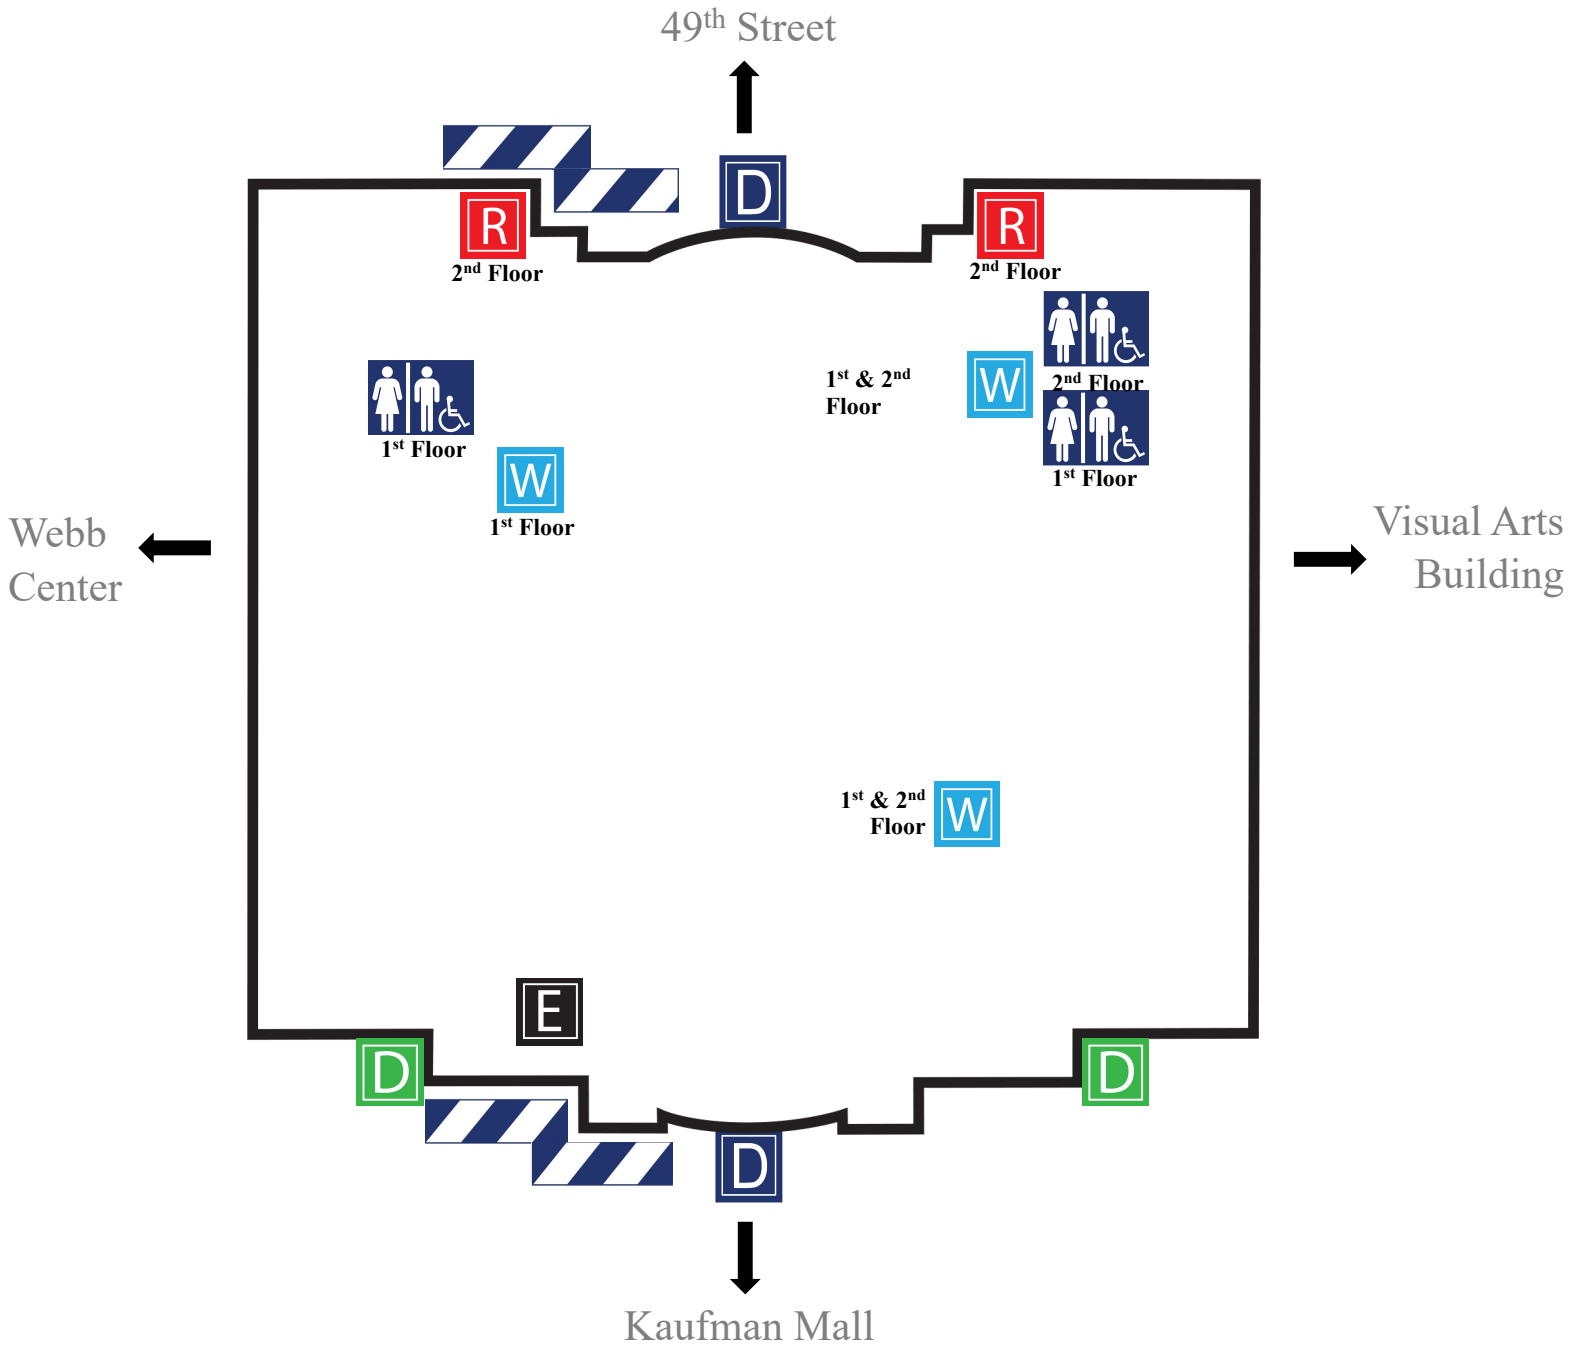 49th Street
D
R
R
2nd Floor
2nd Floor
1st & 2nd
Floor
W
2nd Floor
1st Floor
W
1st Floor
1st Floor
Webb
Center
Visual Arts
Building
1st & 2nd
Floor
W
E
D
D
D
Kaufman Mall